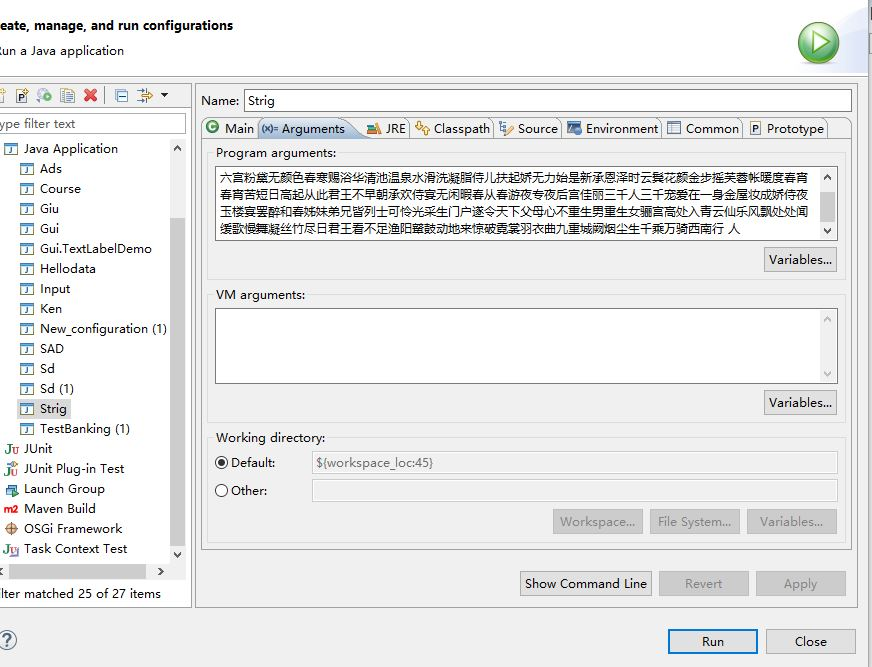 eate, manage, and run configurations
un a Java application
ype filter text
Java Application
Ads
Course
Giu
Gui
Gui.TextLabelDemo
Hellodata
Input
Ken
New_configuration (1)
SAD
Sd
Sd (1)
Strig
TestBanking (1)
JUnit
JUnit Plug-in Test
Launch Group
Maven Build
OSGi Framework
Task Context Test
lter matched 25 of 27 items
Name: Strig
Main (x)= Arguments JRE Classpath Source Environment Common Prototype
Program arguments:
六宫粉黛无颜色春寒赐浴华清池温泉水滑洗凝脂侍儿扶起娇无力始是新承恩泽时云鬓花颜金步摇芙蓉帐暖度春宵
春宵苦短日高起从此君王不早朝承欢侍宴无闲暇春从春游夜专夜后宫佳丽三千人三千宠爱在一身金屋妆成娇侍夜
玉楼宴罢醉和春姊妹弟兄皆列士可怜光采生门户遂令天下父母心不重生男重生女骊宫高处入青云仙乐风飘处处闻
缓歌慢舞凝丝竹尽日君王看不足渔阳鼙鼓动地来惊破霓裳羽衣曲九重城阙烟尘生千乘万骑西南行 人
Variables...
VM arguments:
Variables...
Working directory:
Default: ${workspace_loc:45}
Other:
Workspace... File System... Variables...
Show Command Line Revert Apply
Run Close